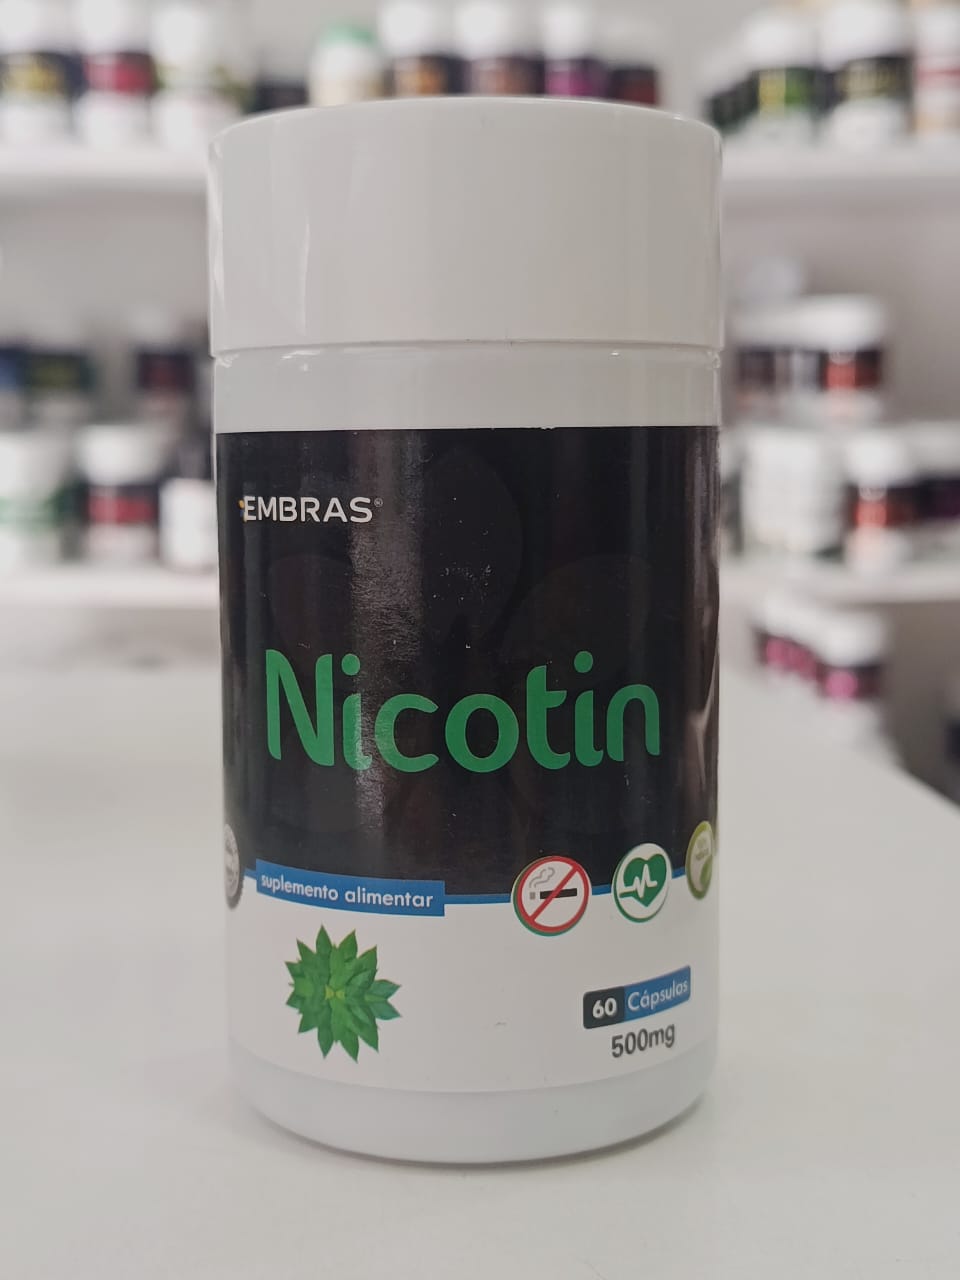 EMBRAS®
Nicotin
suplemento alimentar
60 Cápsulas
500mg